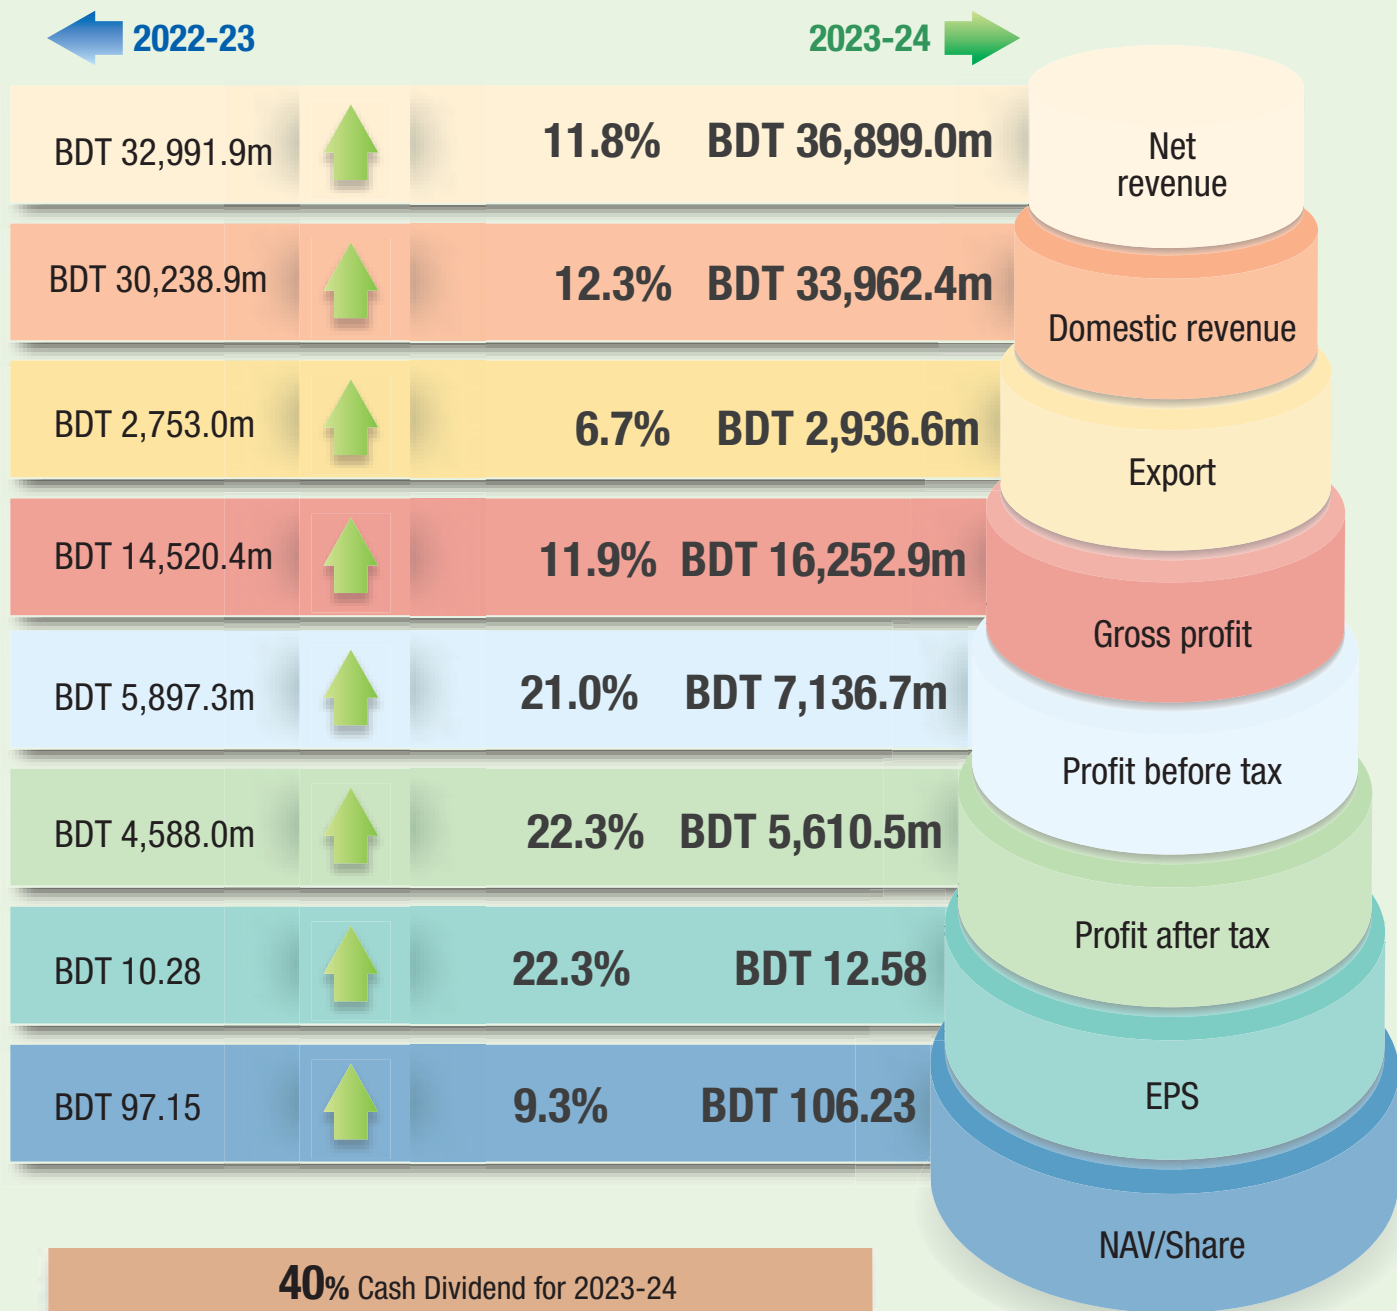 2022-23
2023-24
BDT 32,991.9m 11.8% BDT 36,899.0m
Net
revenue
BDT 30,238.9m 12.3% BDT 33,962.4m
Domestic revenue
BDT 2,753.0m 6.7% BDT 2,936.6m
Export
BDT 14,520.4m 11.9% BDT 16,252.9m
Gross profit
BDT 5,897.3m 21.0% BDT 7,136.7m
Profit before tax
BDT 4,588.0m 22.3% BDT 5,610.5m
Profit after tax
BDT 10.28 22.3% BDT 12.58
EPS
BDT 97.15 9.3% BDT 106.23
NAV/Share
40% Cash Dividend for 2023-24